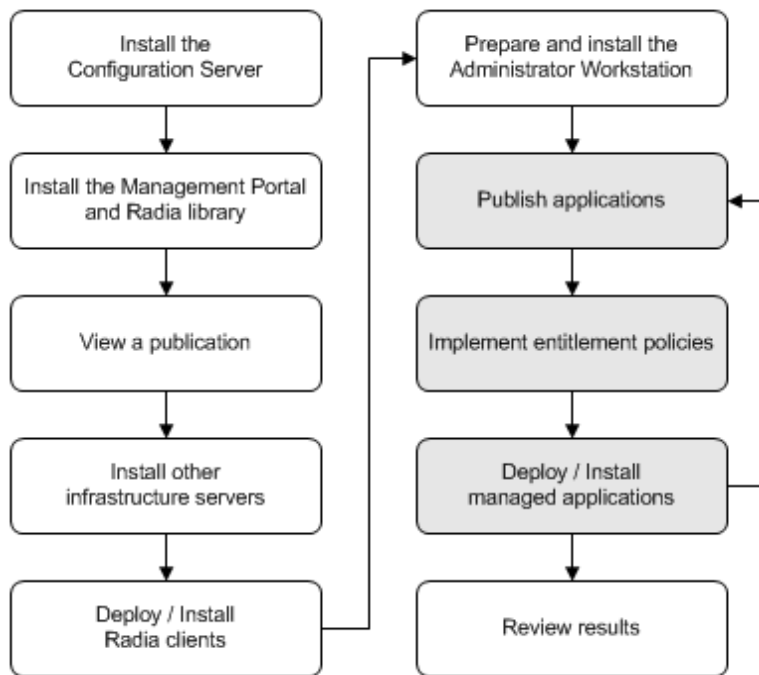 Install the
Configuration Server
Install the Management Portal
and Radia library
View a publication
Install other
infrastructure servers
Deploy / Install
Radia clients
Prepare and install the
Administrator Workstation
Publish applications
Implement entitlement policies
Deploy / Install
managed applications
Review results